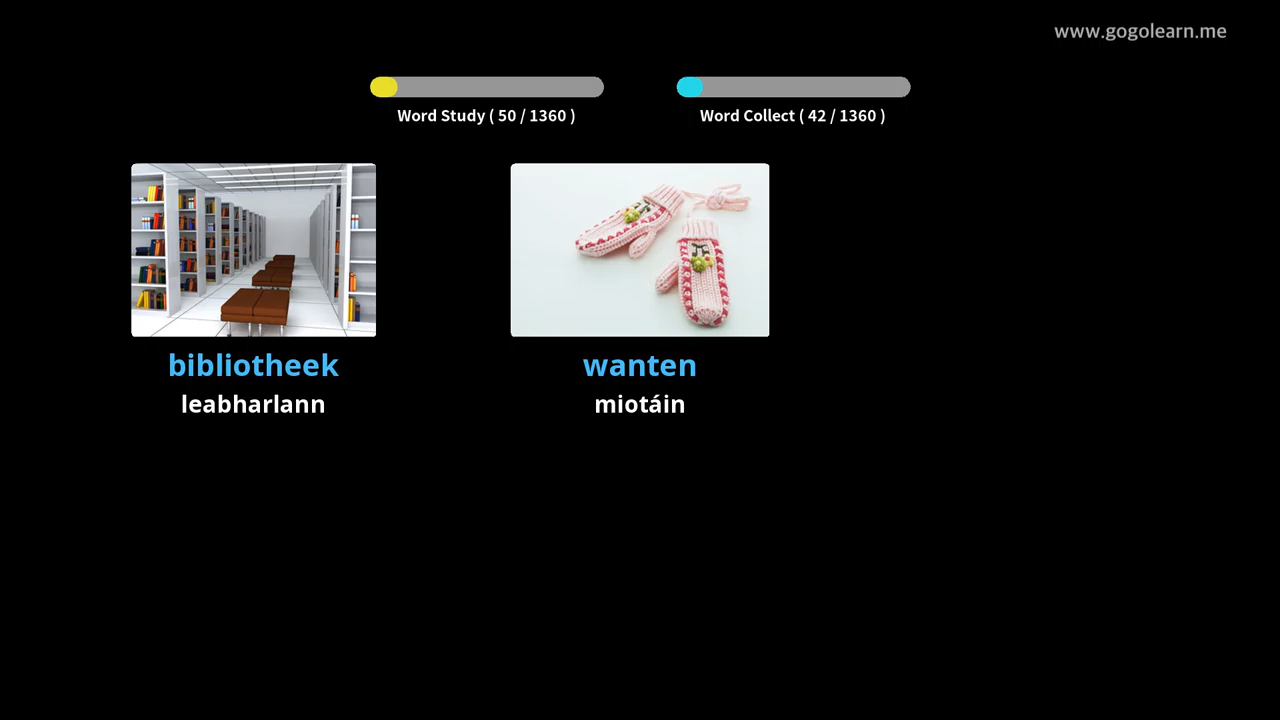 www.gogolearn.me
Word Study ( 50 / 1360 )
Word Collect ( 42 / 1360 )
bibliotheek
leabharlann
wanten
miotáin